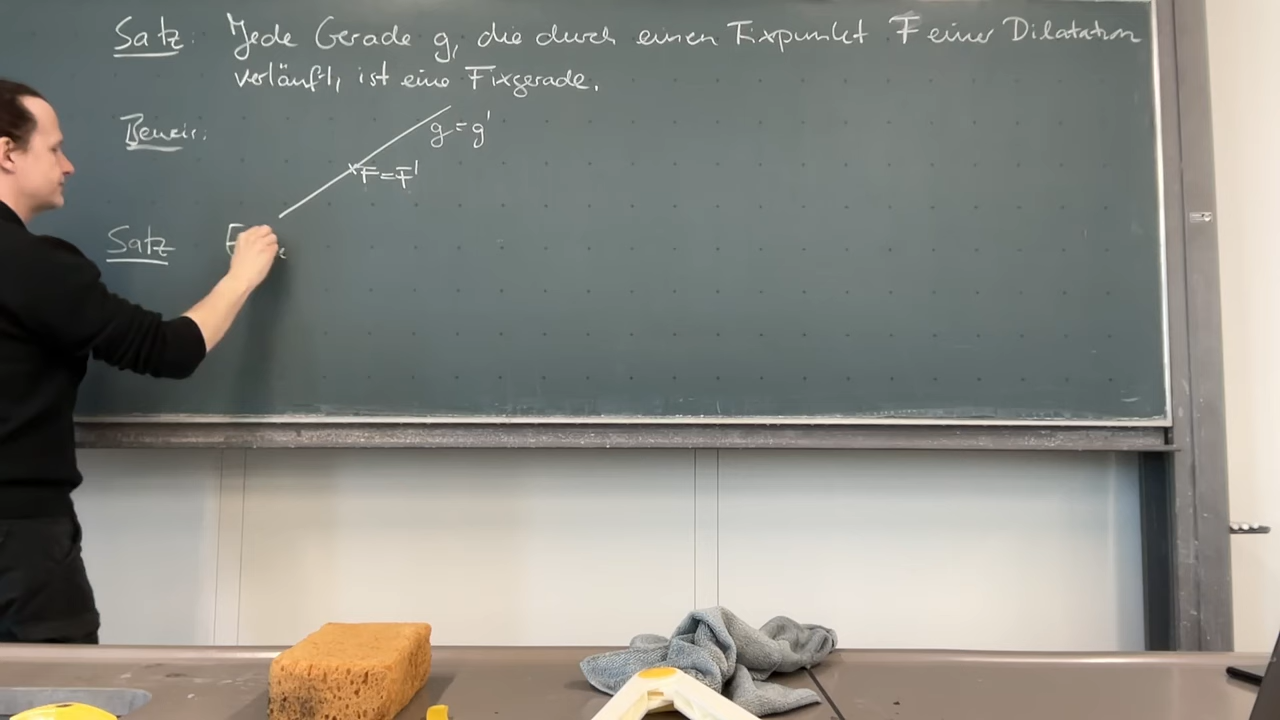 Satz: Jede Gerade g, die durch einen Fixpunkt F einer Dilatation
verläuft, ist eine Fixgerade.
Beweis:
g = g'
F = F'
Satz